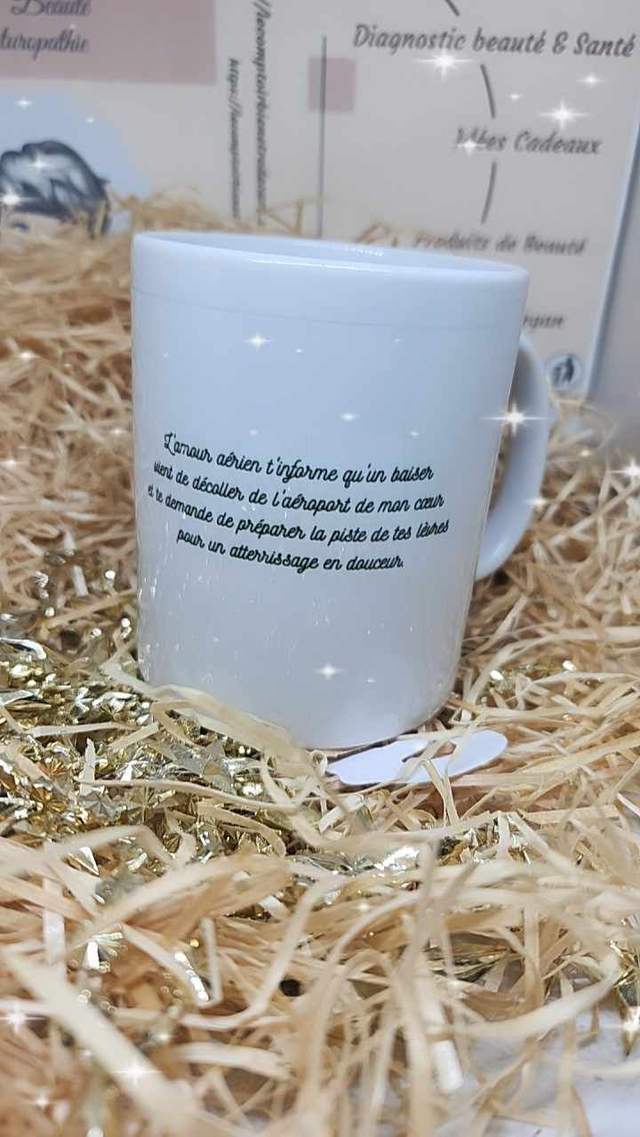 Beauté
Diagnostic beauté & Santé
Idées Cadeaux
Produits de Beauté
L'amour aérien t'informe qu'un baiser
vient de décoller de l'aéroport de mon cœur
et te demande de préparer la piste de tes lèvres
pour un atterrissage en douceur.